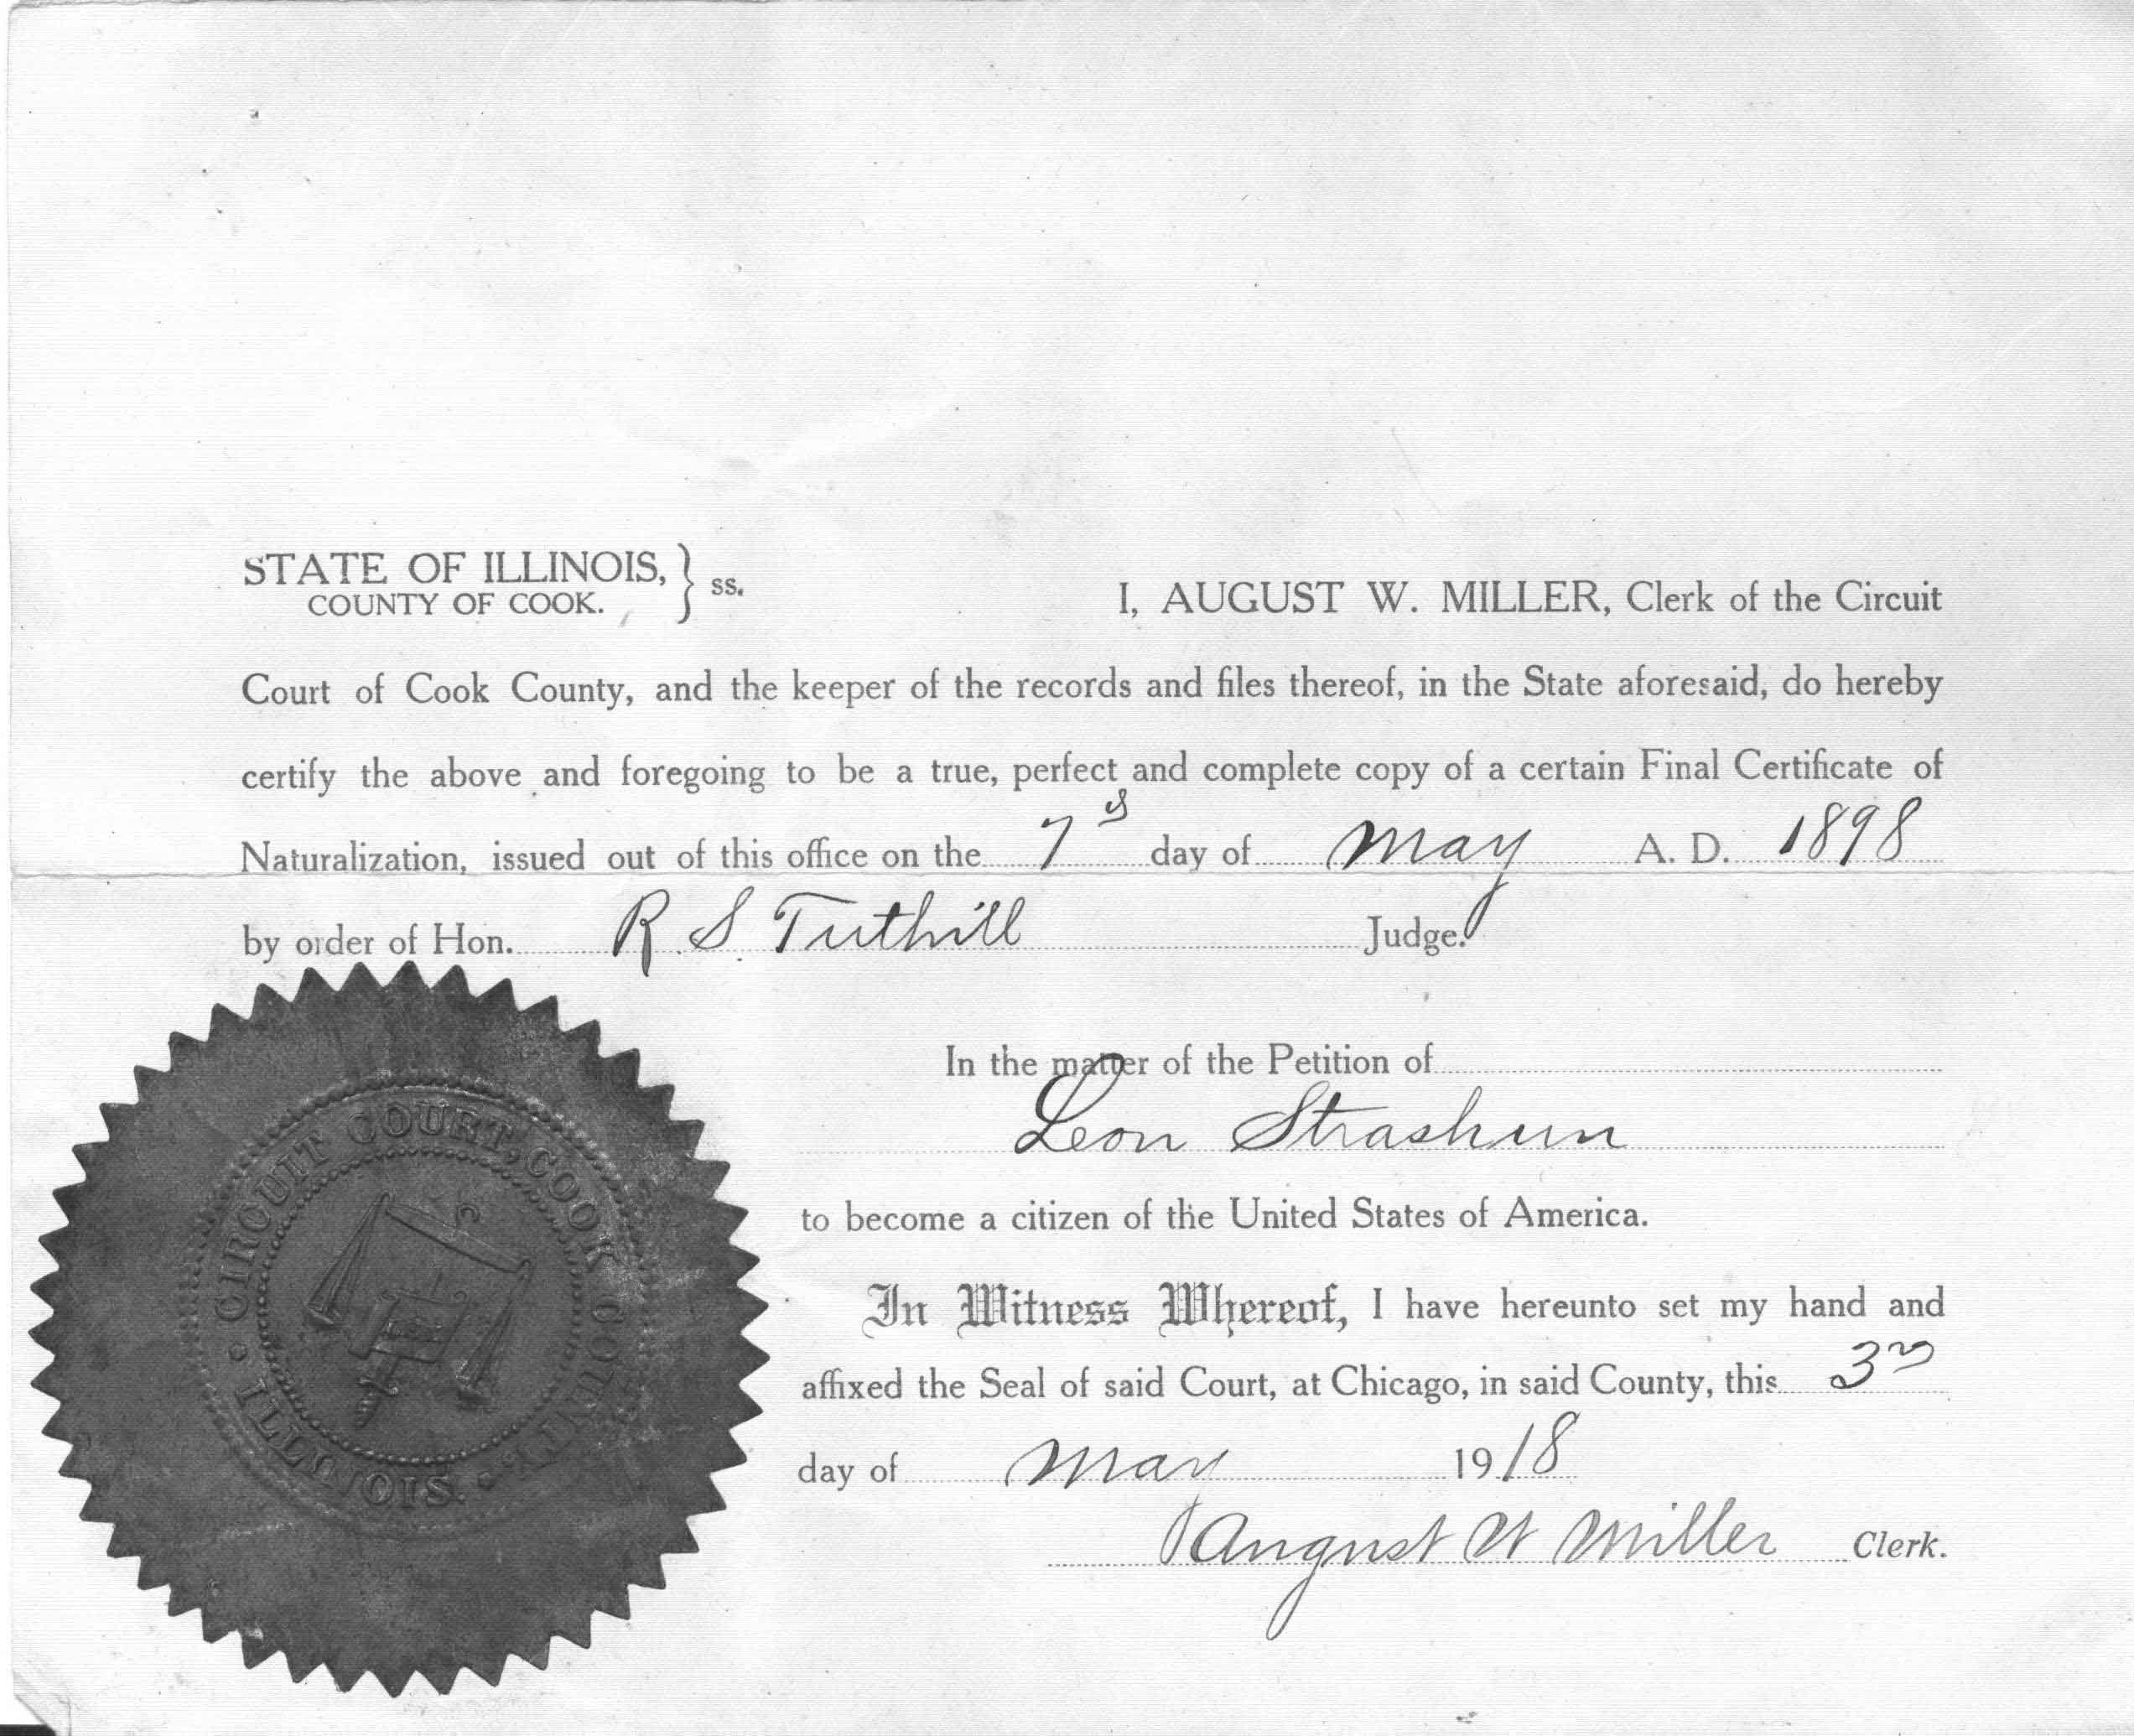 STATE OF ILLINOIS, } ss.
COUNTY OF COOK.
I, AUGUST W. MILLER, Clerk of the Circuit
Court of Cook County, and the keeper of the records and files thereof, in the State aforesaid, do hereby
certify the above and foregoing to be a true, perfect and complete copy of a certain Final Certificate of
Naturalization, issued out of this office on the 7th day of May A. D. 1898
by order of Hon. R. S. Tuthill Judge.
In the matter of the Petition of
Leon Strashun
to become a citizen of the United States of America.
In Witness Whereof, I have hereunto set my hand and
affixed the Seal of said Court, at Chicago, in said County, this 3rd
day of May 1918
August W Miller Clerk.
CIRCUIT COURT, COOK COUNTY, ILLINOIS.